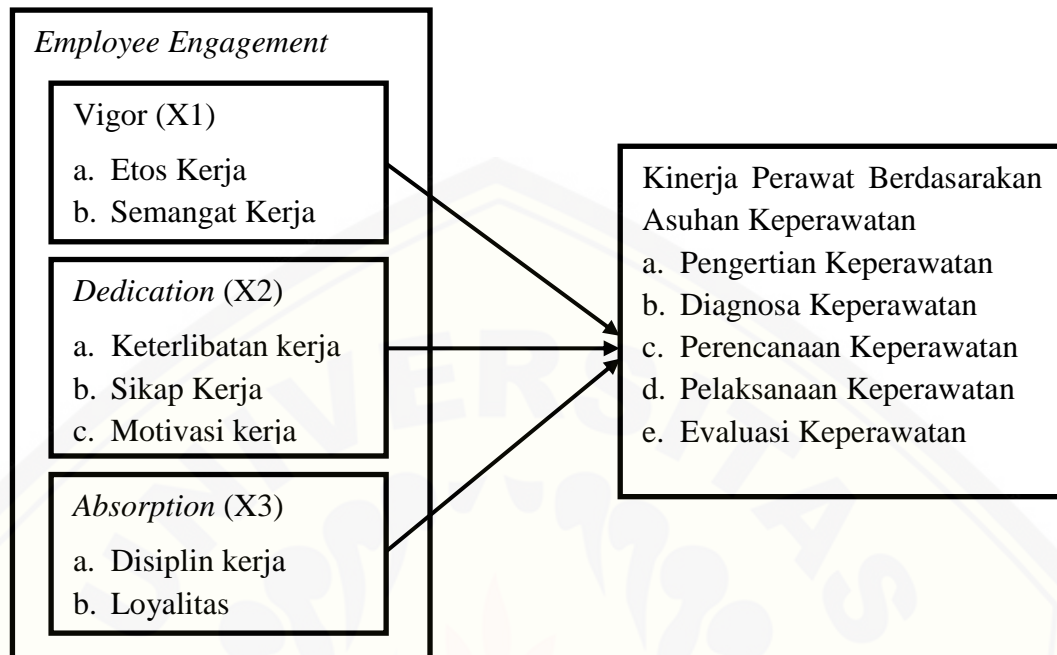 Employee Engagement
Vigor (X1)
a. Etos Kerja
b. Semangat Kerja
Dedication (X2)
a. Keterlibatan kerja
b. Sikap Kerja
c. Motivasi kerja
Absorption (X3)
a. Disiplin kerja
b. Loyalitas
Kinerja Perawat Berdasarakan
Asuhan Keperawatan
a. Pengertian Keperawatan
b. Diagnosa Keperawatan
c. Perencanaan Keperawatan
d. Pelaksanaan Keperawatan
e. Evaluasi Keperawatan
UNIVERSITAS